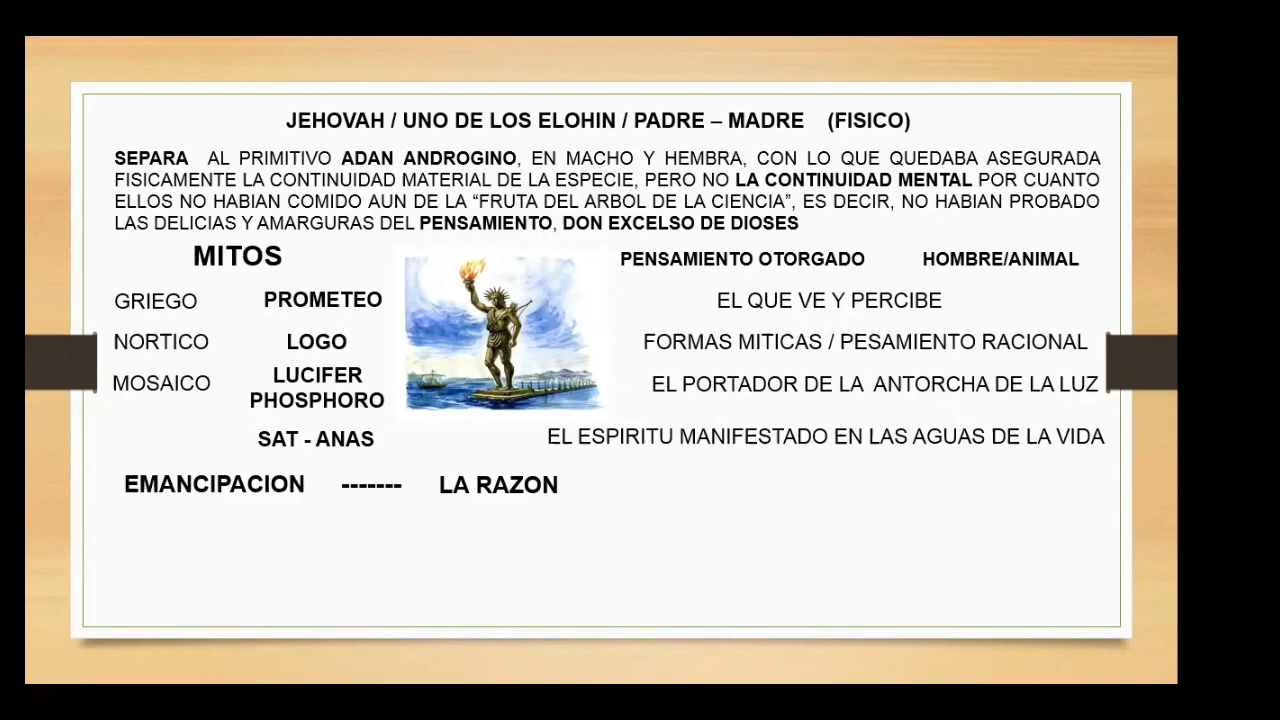 JEHOVAH / UNO DE LOS ELOHIN / PADRE – MADRE (FISICO)
SEPARA AL PRIMITIVO ADAN ANDROGINO, EN MACHO Y HEMBRA, CON LO QUE QUEDABA ASEGURADA
FISICAMENTE LA CONTINUIDAD MATERIAL DE LA ESPECIE, PERO NO LA CONTINUIDAD MENTAL POR CUANTO
ELLOS NO HABIAN COMIDO AUN DE LA “FRUTA DEL ARBOL DE LA CIENCIA”, ES DECIR, NO HABIAN PROBADO
LAS DELICIAS Y AMARGURAS DEL PENSAMIENTO, DON EXCELSO DE DIOSES
MITOS PENSAMIENTO OTORGADO HOMBRE/ANIMAL
GRIEGO PROMETEO EL QUE VE Y PERCIBE
NORTICO LOGO FORMAS MITICAS / PESAMIENTO RACIONAL
MOSAICO LUCIFER EL PORTADOR DE LA ANTORCHA DE LA LUZ
PHOSPHORO
SAT - ANAS EL ESPIRITU MANIFESTADO EN LAS AGUAS DE LA VIDA
EMANCIPACION ------- LA RAZON